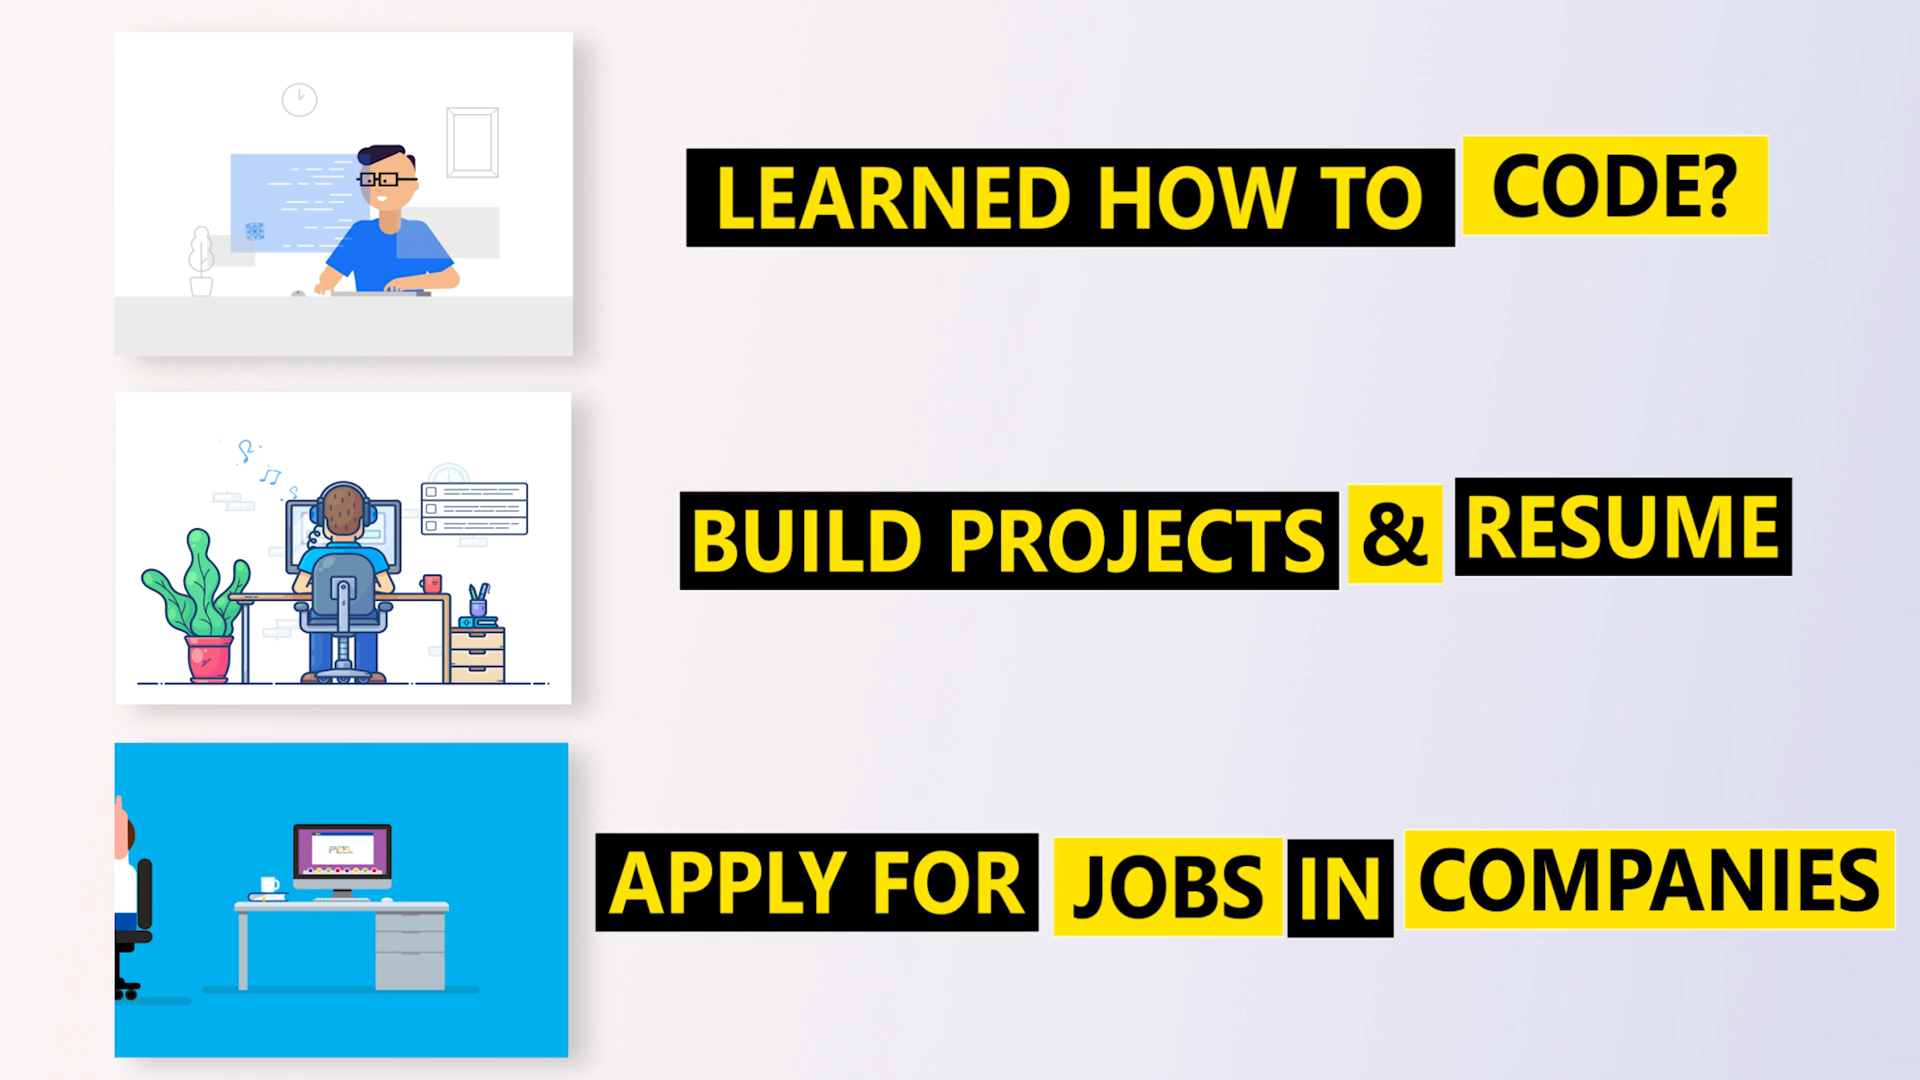 LEARNED HOW TO CODE?
BUILD PROJECTS & RESUME
APPLY FOR JOBS IN COMPANIES